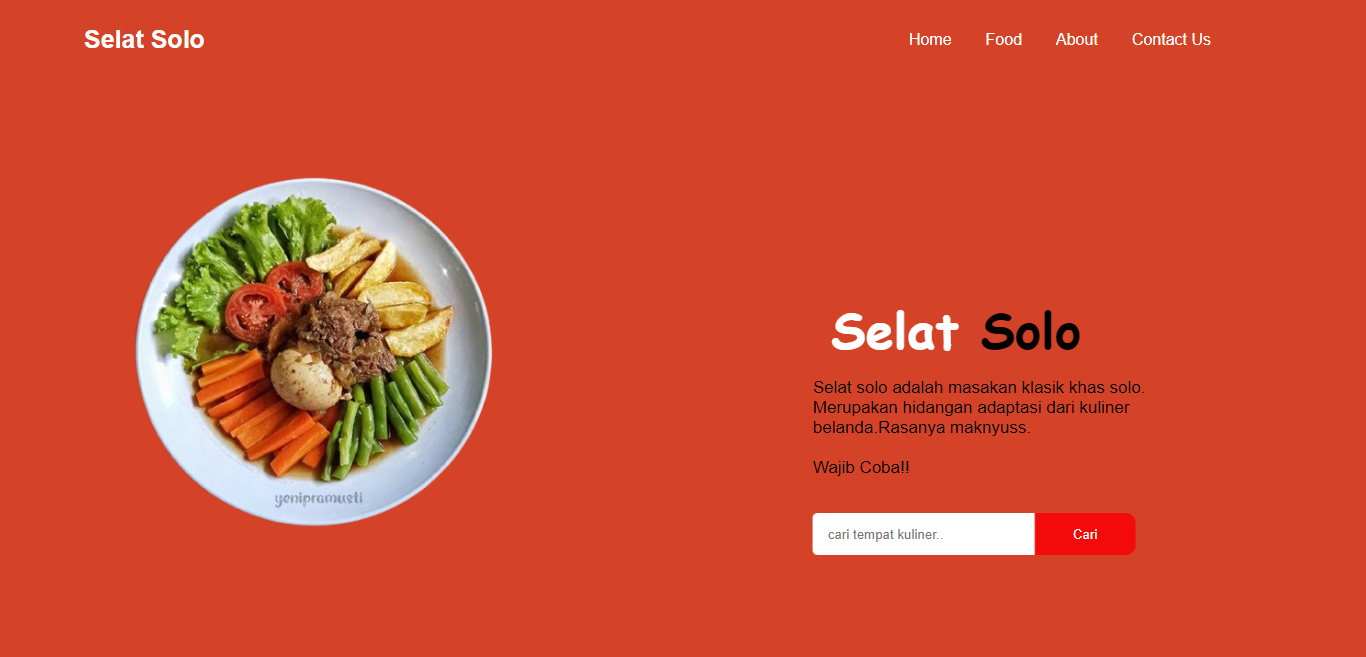 Selat Solo
Home Food About Contact Us
Selat Solo
Selat solo adalah masakan klasik khas solo.
Merupakan hidangan adaptasi dari kuliner
belanda.Rasanya maknyuss.
Wajib Coba!!
cari tempat kuliner.. Cari
yenipramusti